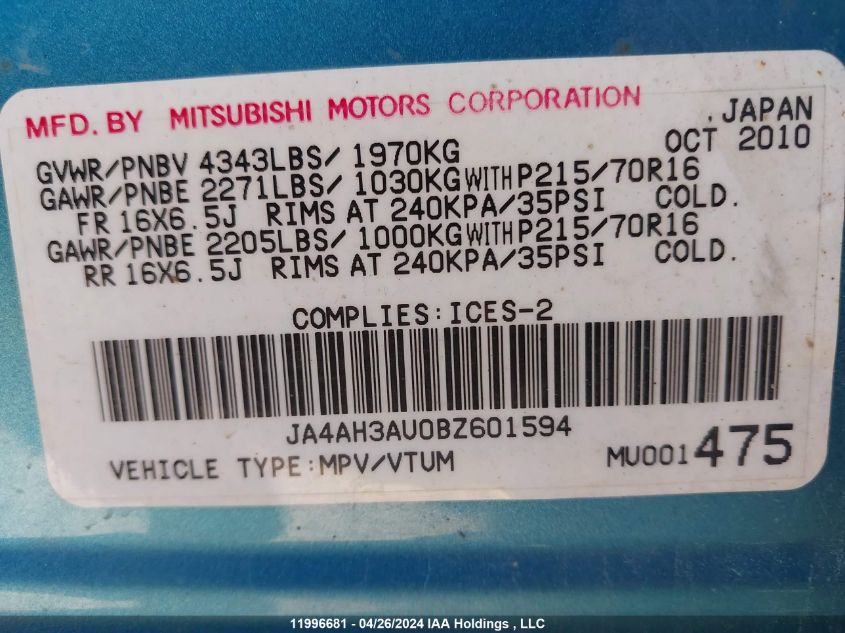 MFD. BY MITSUBISHI MOTORS CORPORATION , JAPAN
GVWR/PNBV 4343LBS/ 1970KG OCT 2010
GAWR/PNBE 2271LBS/ 1030KG WITH P215/70R16
FR 16X6.5J RIMS AT 240KPA/35PSI COLD.
GAWR/PNBE 2205LBS/ 1000KG WITH P215/70R16
RR 16X6.5J RIMS AT 240KPA/35PSI COLD.
COMPLIES:ICES-2
JA4AH3AU0BZ601594
VEHICLE TYPE:MPV/VTUM MU001475
11996681 - 04/26/2024 IAA Holdings , LLC